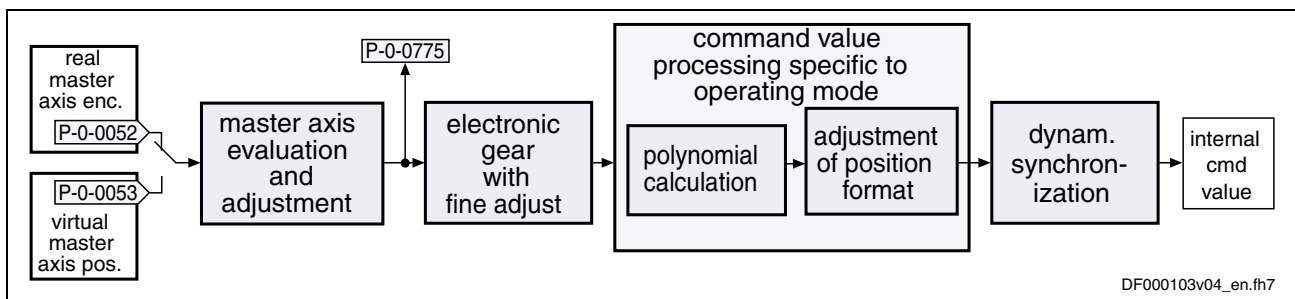 real
master
axis enc.
P-0-0052
P-0-0053
virtual
master
axis pos.
master axis
evaluation
and
adjustment
P-0-0775
electronic
gear
with
fine adjust
command value
processing specific to
operating mode
polynomial
calculation
adjustment
of position
format
dynam.
synchron-
ization
internal
cmd
value
DF000103v04_en.fh7